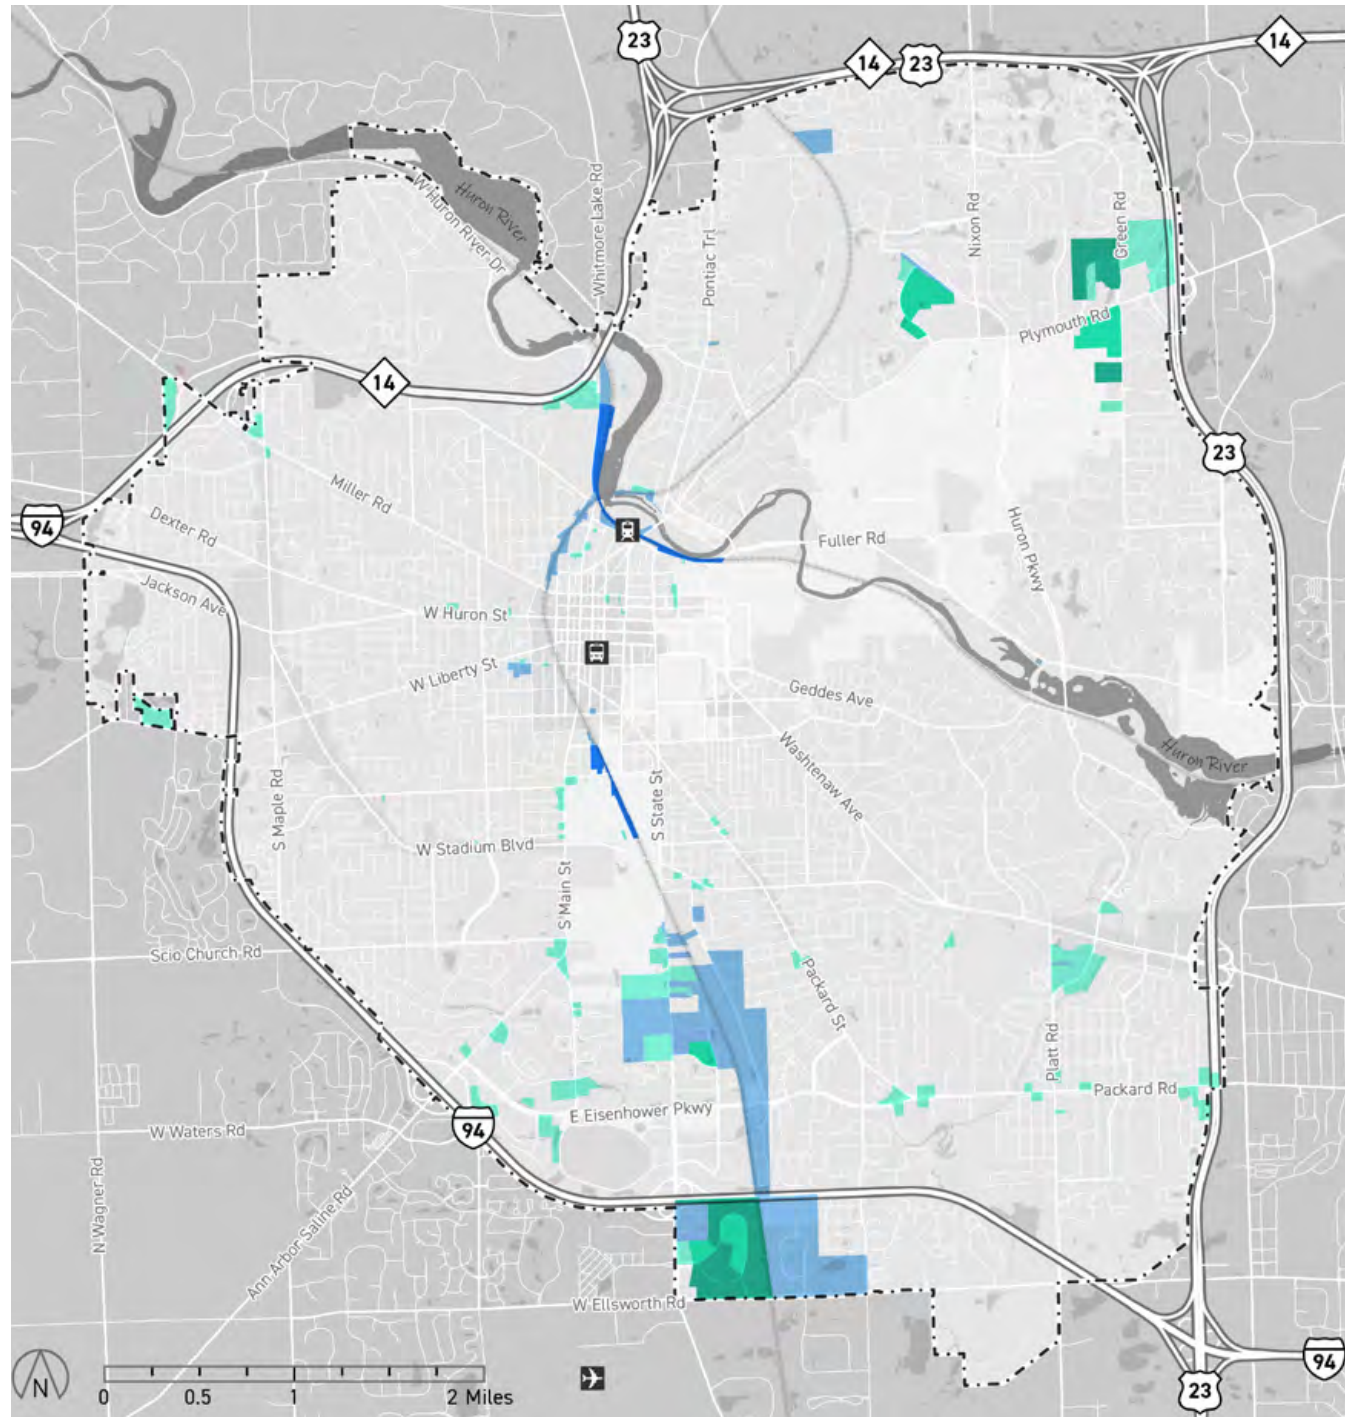 23
14
23
14
W Huron River Dr
Huron River
Whitmore Lake Rd
Pontiac Trl
Nixon Rd
Green Rd
Plymouth Rd
14
23
94
Miller Rd
Dexter Rd
Jackson Ave
W Huron St
W Liberty St
Fuller Rd
Huron Pkwy
Geddes Ave
Washtenaw Ave
Huron River
S Maple Rd
S State St
W Stadium Blvd
S Main St
Scio Church Rd
Packard St
Platt Rd
Packard Rd
E Eisenhower Pkwy
94
W Waters Rd
N Wagner Rd
Ann Arbor Saline Rd
W Ellsworth Rd
N
0 0.5 1 2 Miles
94
23